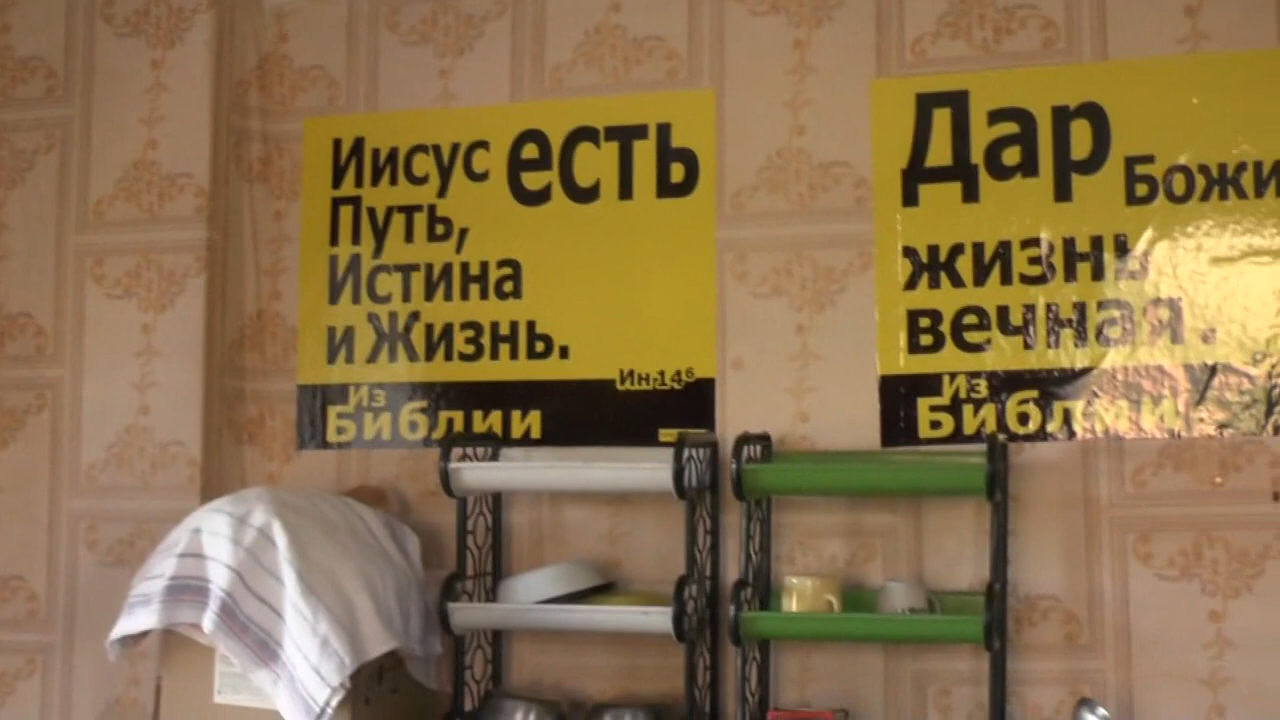 Иисус есть
Путь,
Истина
и Жизнь.
Ин 14⁶
Из
Библии
Дар Божи
жизнь
вечная.
Из
Библии